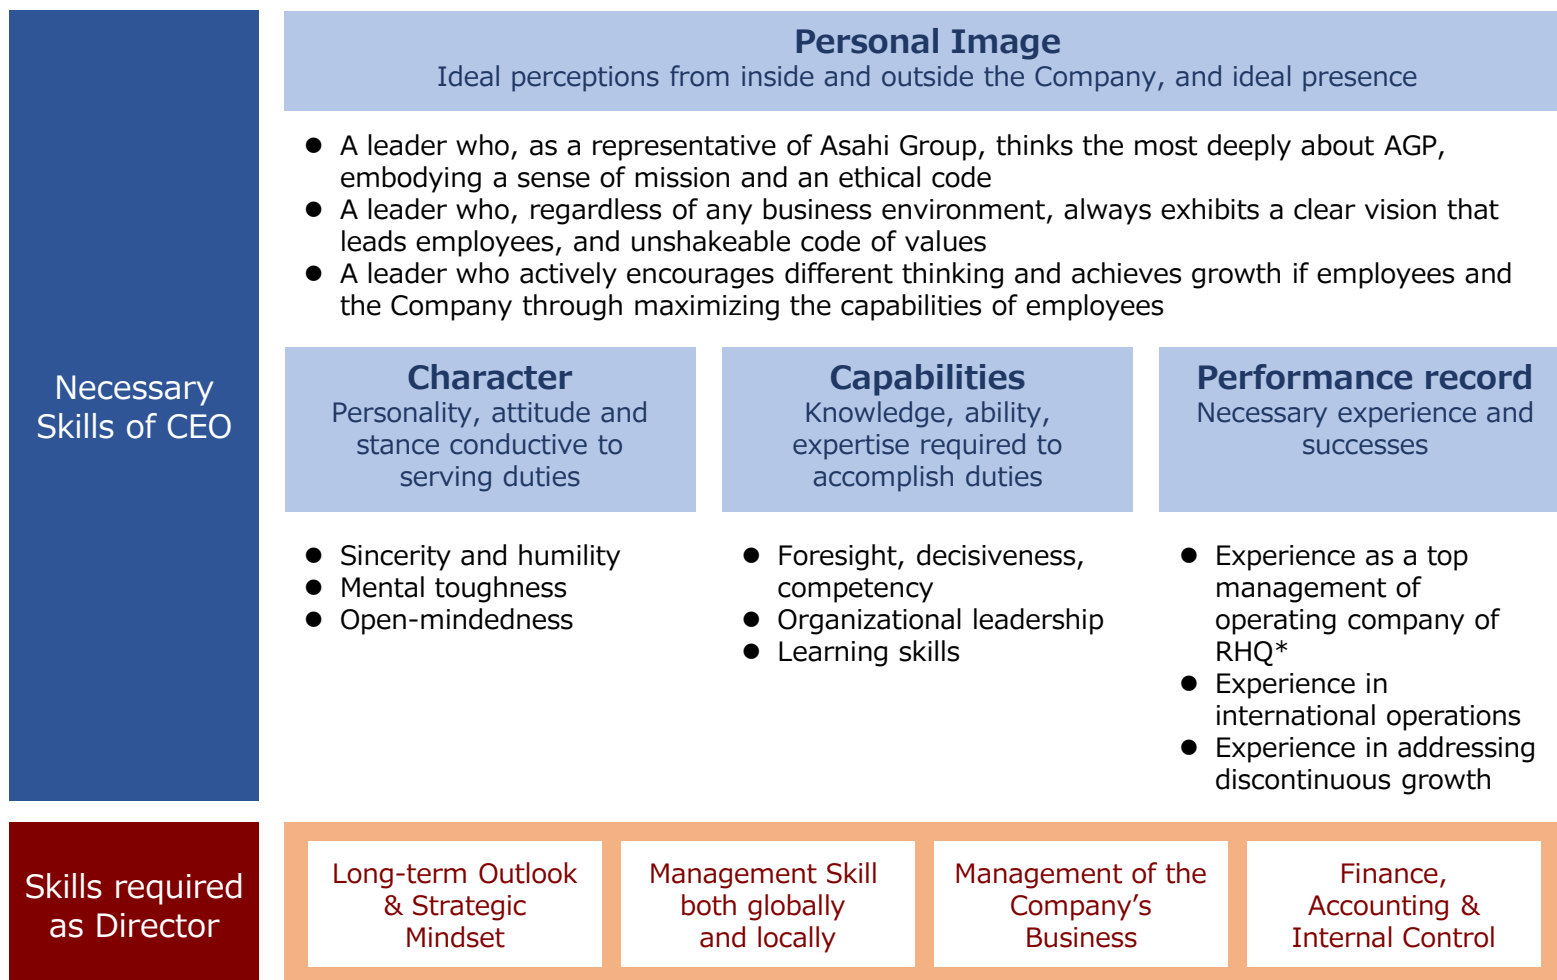 Necessary
Skills of CEO
Personal Image
Ideal perceptions from inside and outside the Company, and ideal presence
● A leader who, as a representative of Asahi Group, thinks the most deeply about AGP,
embodying a sense of mission and an ethical code
● A leader who, regardless of any business environment, always exhibits a clear vision that
leads employees, and unshakeable code of values
● A leader who actively encourages different thinking and achieves growth if employees and
the Company through maximizing the capabilities of employees
Character
Personality, attitude and
stance conductive to
serving duties
● Sincerity and humility
● Mental toughness
● Open-mindedness
Capabilities
Knowledge, ability,
expertise required to
accomplish duties
● Foresight, decisiveness,
competency
● Organizational leadership
● Learning skills
Performance record
Necessary experience and
successes
● Experience as a top
management of
operating company of
RHQ*
● Experience in
international operations
● Experience in addressing
discontinuous growth
Skills required
as Director
Long-term Outlook
& Strategic
Mindset
Management Skill
both globally
and locally
Management of the
Company’s
Business
Finance,
Accounting &
Internal Control